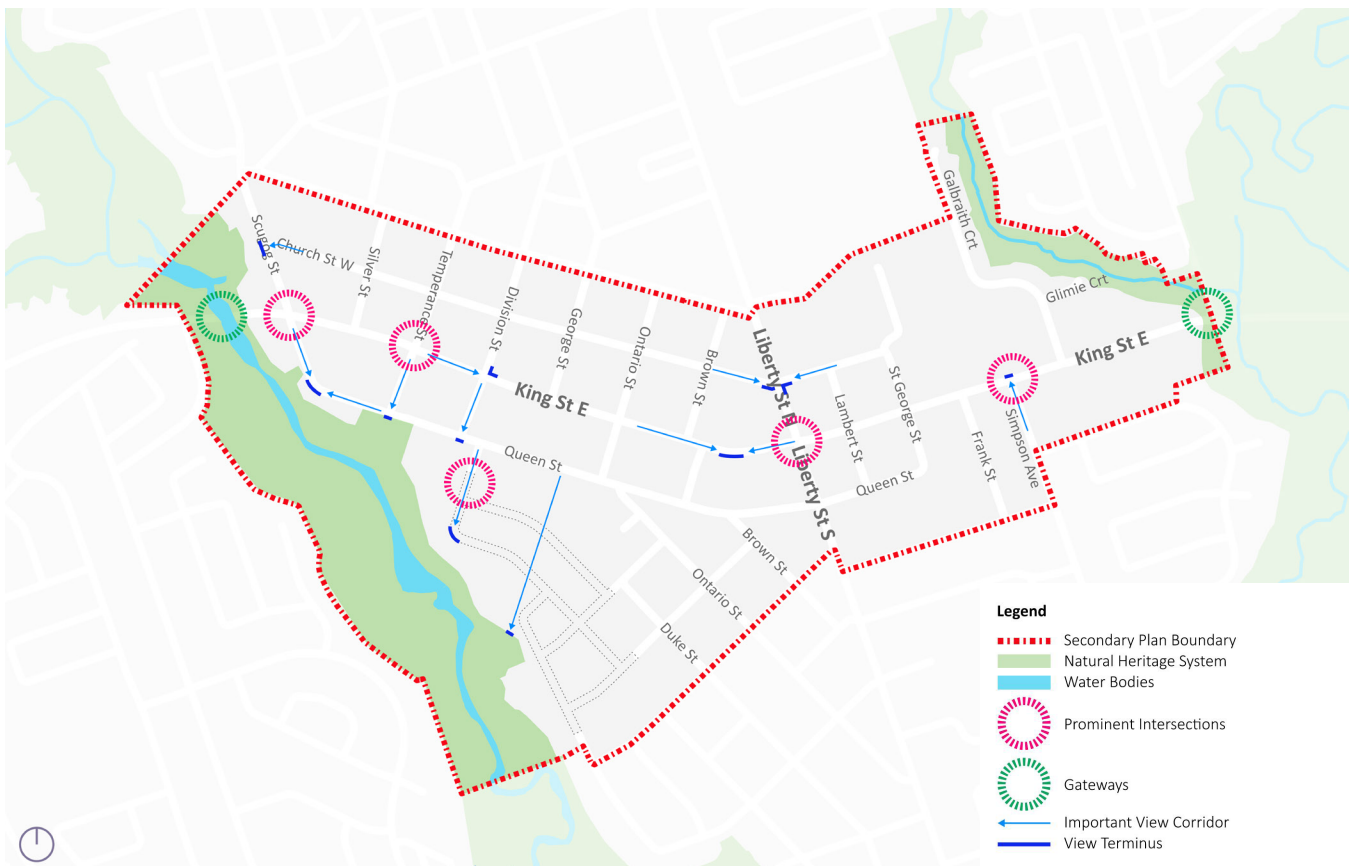 Galbraith Crt
Scugog St
Church St W
Silver St
Temperance St
Division St
George St
Ontario St
Brown St
Liberty St N
Glimie Crt
King St E
King St E
Lambert St
St George St
Frank St
Simpson Ave
Queen St
Queen St
Liberty St S
Brown St
Ontario St
Duke St
Legend
Secondary Plan Boundary
Natural Heritage System
Water Bodies
Prominent Intersections
Gateways
Important View Corridor
View Terminus